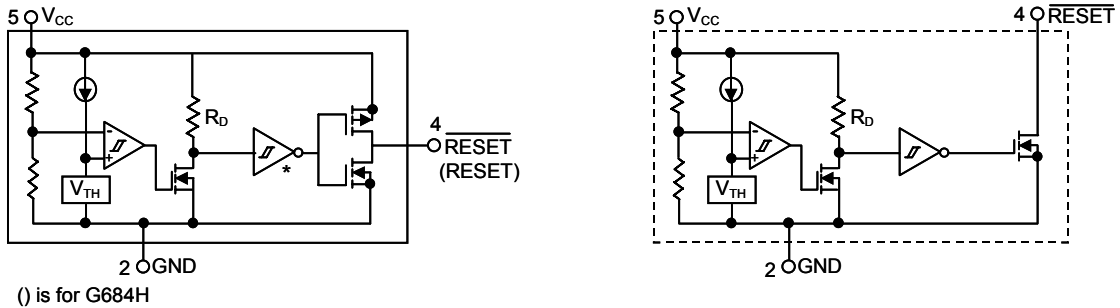 5 VCC
RD
VTH
-
+
*
4
RESET
(RESET)
2 GND
() is for G684H
5 VCC
4 RESET
RD
VTH
-
+
2 GND